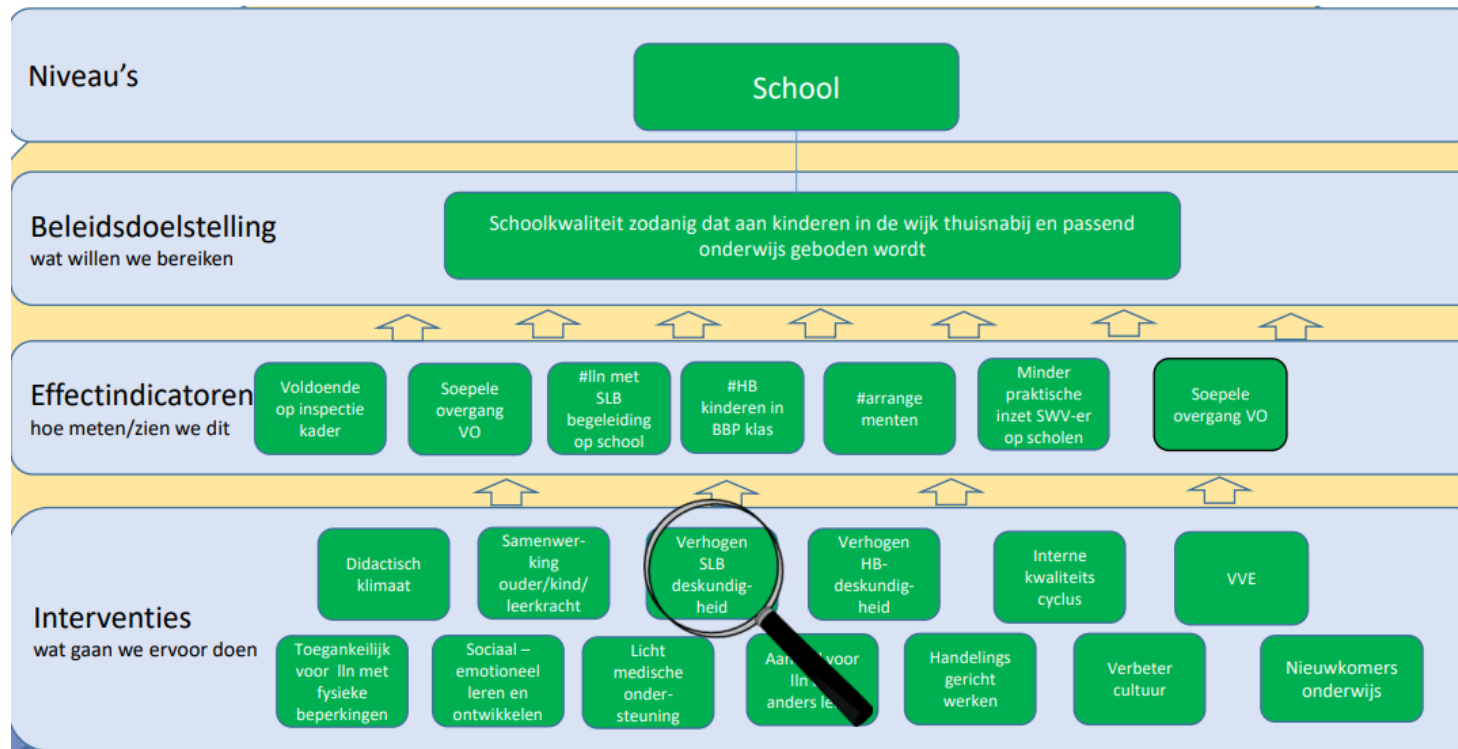 Niveau's
School
Beleidsdoelstelling
wat willen we bereiken
Schoolkwaliteit zodanig dat aan kinderen in de wijk thuisnabij en passend
onderwijs geboden wordt
Effectindicatoren
hoe meten/zien we dit
Voldoende
op inspectie
kader
Soepele
overgang
VO
#lln met
SLB
begeleiding
op school
#HB
kinderen in
BBP klas
#arrange
menten
Minder
praktische
inzet SWV-er
op scholen
Soepele
overgang VO
Interventies
wat gaan we ervoor doen
Didactisch
klimaat
Samenwer-
king
ouder/kind/
leerkracht
Verhogen
SLB
deskundig-
heid
Verhogen
HB-
deskundig-
heid
Interne
kwaliteits
cyclus
VVE
Toegankeilijk
voor lln met
fysieke
beperkingen
Sociaal –
emotioneel
leren en
ontwikkelen
Licht
medische
onder-
steuning
voor
lln
anders
Handelings
gericht
werken
Verbeter
cultuur
Nieuwkomers
onderwijs